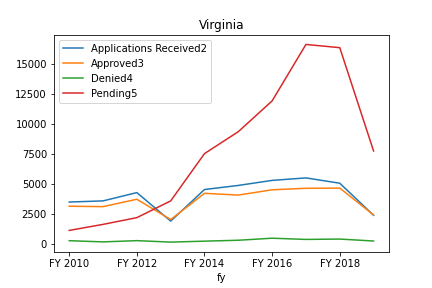 Virginia
Applications Received2
Approved3
Denied4
Pending5
15000
12500
10000
7500
5000
2500
0
FY 2010 FY 2012 FY 2014 FY 2016 FY 2018
fy